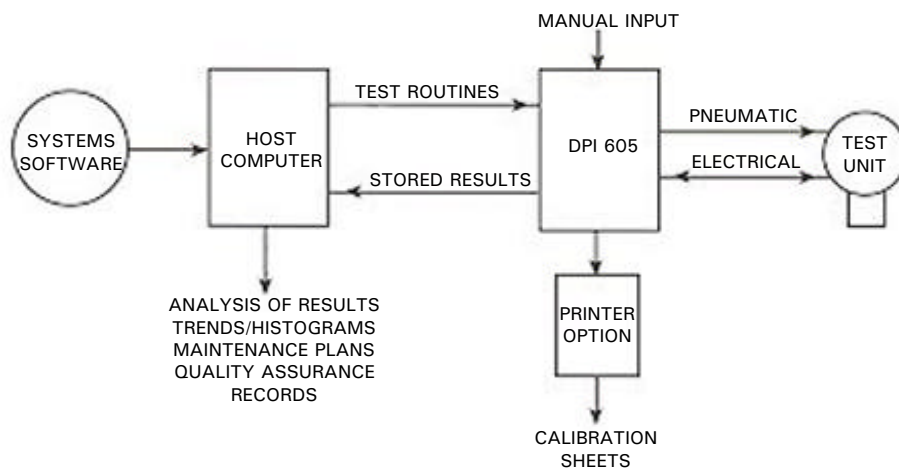 MANUAL INPUT
SYSTEMS
SOFTWARE
HOST
COMPUTER
TEST ROUTINES
STORED RESULTS
DPI 605
PNEUMATIC
ELECTRICAL
TEST
UNIT
ANALYSIS OF RESULTS
TRENDS/HISTOGRAMS
MAINTENANCE PLANS
QUALITY ASSURANCE
RECORDS
PRINTER
OPTION
CALIBRATION
SHEETS